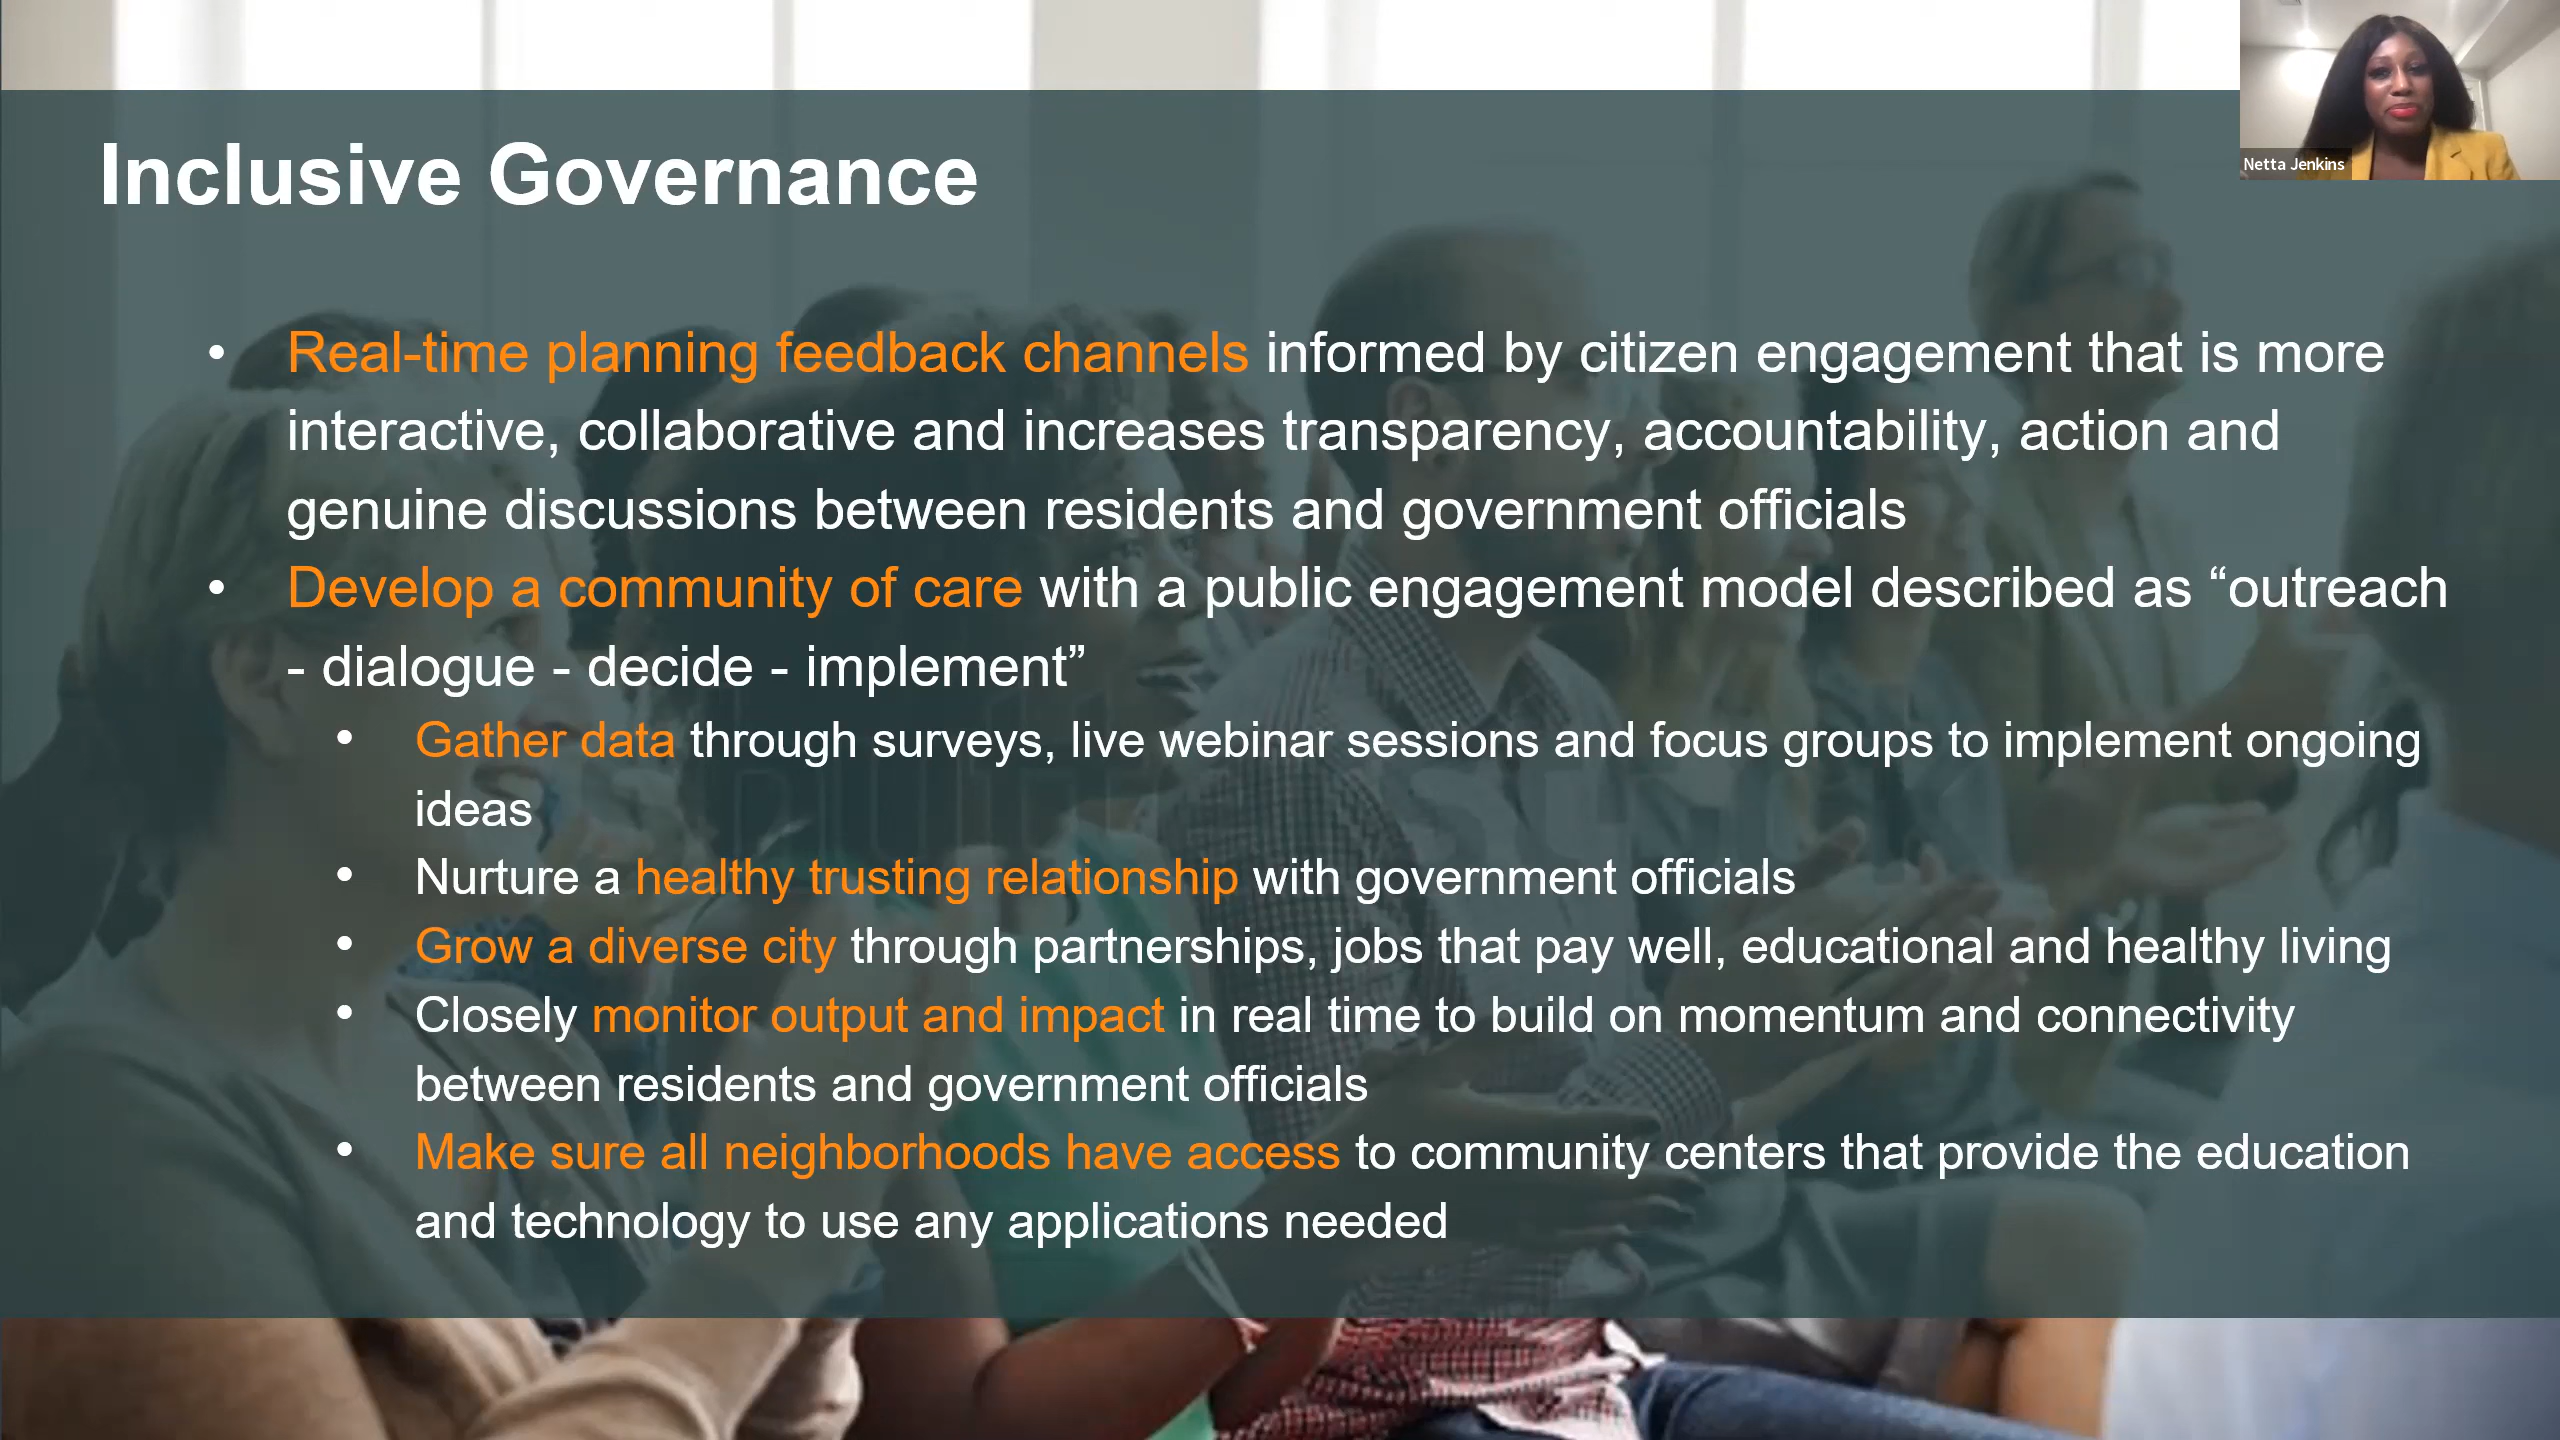 Netta Jenkins
Inclusive Governance
• Real-time planning feedback channels informed by citizen engagement that is more
interactive, collaborative and increases transparency, accountability, action and
genuine discussions between residents and government officials
• Develop a community of care with a public engagement model described as “outreach
- dialogue - decide - implement”
• Gather data through surveys, live webinar sessions and focus groups to implement ongoing
ideas
• Nurture a healthy trusting relationship with government officials
• Grow a diverse city through partnerships, jobs that pay well, educational and healthy living
• Closely monitor output and impact in real time to build on momentum and connectivity
between residents and government officials
• Make sure all neighborhoods have access to community centers that provide the education
and technology to use any applications needed